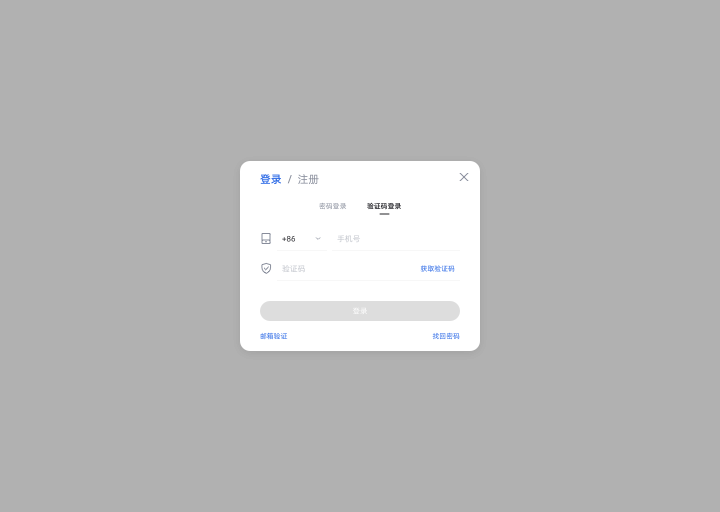 登录 / 注册
密码登录 验证码登录
+86 手机号
验证码 获取验证码
登录
邮箱验证 找回密码